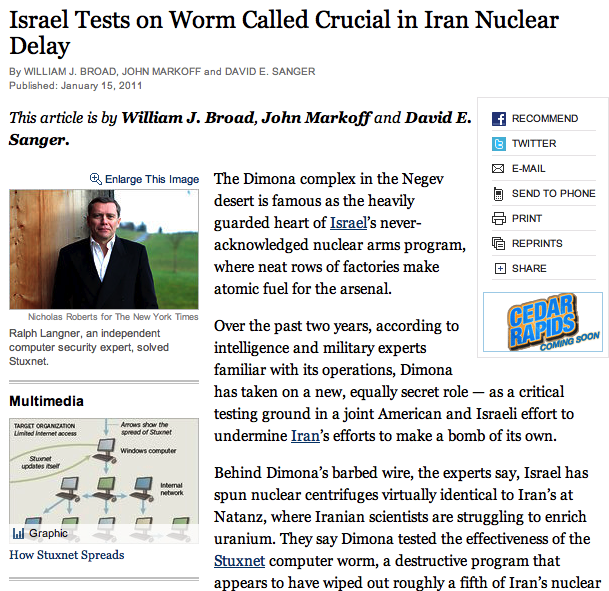 Israel Tests on Worm Called Crucial in Iran Nuclear
Delay
By WILLIAM J. BROAD, JOHN MARKOFF and DAVID E. SANGER
Published: January 15, 2011
This article is by William J. Broad, John Markoff and David E.
Sanger.
RECOMMEND
TWITTER
E-MAIL
SEND TO PHONE
PRINT
REPRINTS
SHARE
CEDAR
RAPIDS
COMING SOON
Enlarge This Image
Nicholas Roberts for The New York Times
Ralph Langner, an independent
computer security expert, solved
Stuxnet.
Multimedia
TARGET ORGANIZATION
Limited Internet access
Arrows show the
spread of Stuxnet
Stuxnet
updates itself
Windows computer
Internal
network
Graphic
How Stuxnet Spreads
The Dimona complex in the Negev
desert is famous as the heavily
guarded heart of Israel's never-
acknowledged nuclear arms program,
where neat rows of factories make
atomic fuel for the arsenal.
Over the past two years, according to
intelligence and military experts
familiar with its operations, Dimona
has taken on a new, equally secret role — as a critical
testing ground in a joint American and Israeli effort to
undermine Iran's efforts to make a bomb of its own.
Behind Dimona's barbed wire, the experts say, Israel has
spun nuclear centrifuges virtually identical to Iran's at
Natanz, where Iranian scientists are struggling to enrich
uranium. They say Dimona tested the effectiveness of the
Stuxnet computer worm, a destructive program that
appears to have wiped out roughly a fifth of Iran's nuclear